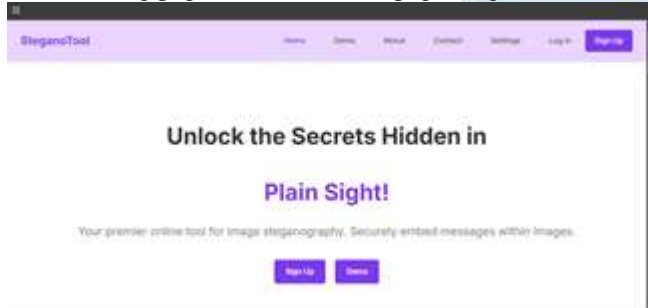 SteganoTool
Home Demo About Contact Settings Log In Sign Up
Unlock the Secrets Hidden in
Plain Sight!
Your premier online tool for image steganography. Securely embed messages within images.
Sign Up Demo